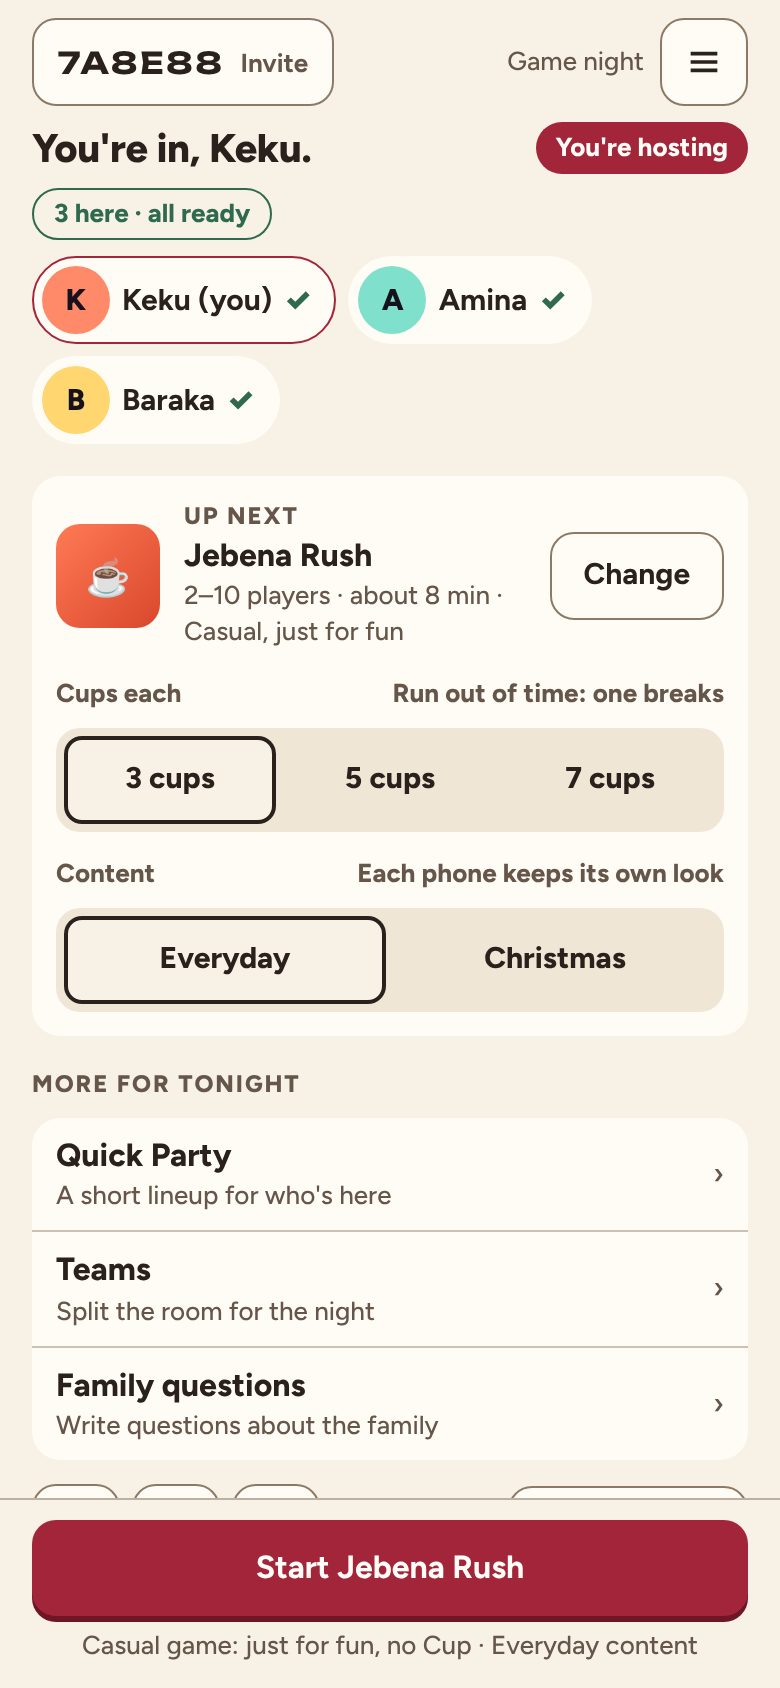 7A8E88 Invite
Game night
You're in, Keku.
You're hosting
3 here · all ready
K Keku (you)
A Amina
B Baraka
UP NEXT
Jebena Rush
2–10 players · about 8 min ·
Casual, just for fun
Change
Cups each
Run out of time: one breaks
3 cups
5 cups
7 cups
Content
Each phone keeps its own look
Everyday
Christmas
MORE FOR TONIGHT
Quick Party
A short lineup for who's here
Teams
Split the room for the night
Family questions
Write questions about the family
Start Jebena Rush
Casual game: just for fun, no Cup · Everyday content